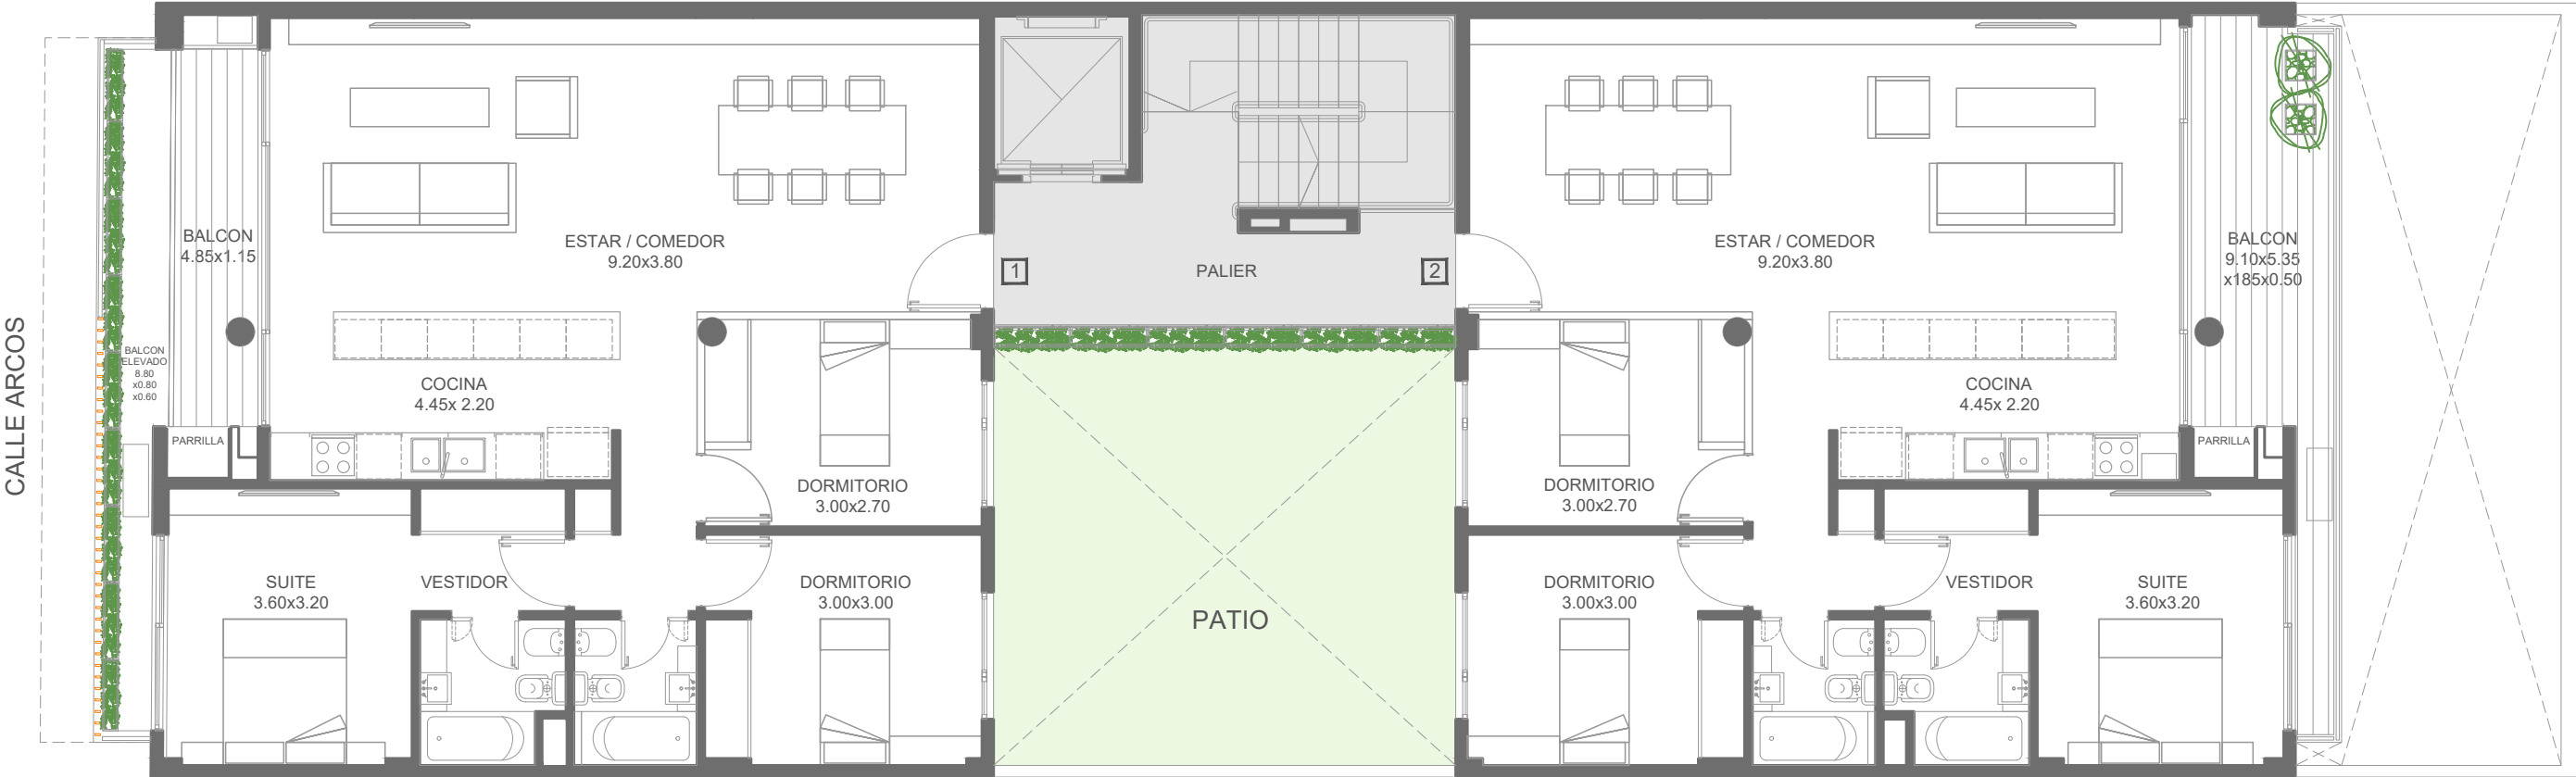 CALLE ARCOS
BALCON
4.85x1.15
BALCON
ELEVADO
8.80
x0.80
x0.60
PARRILLA
ESTAR / COMEDOR
9.20x3.80
COCINA
4.45x 2.20
DORMITORIO
3.00x2.70
SUITE
3.60x3.20
VESTIDOR
DORMITORIO
3.00x3.00
1
PALIER
2
PATIO
ESTAR / COMEDOR
9.20x3.80
BALCON
9.10x5.35
x185x0.50
COCINA
4.45x 2.20
PARRILLA
DORMITORIO
3.00x2.70
DORMITORIO
3.00x3.00
VESTIDOR
SUITE
3.60x3.20